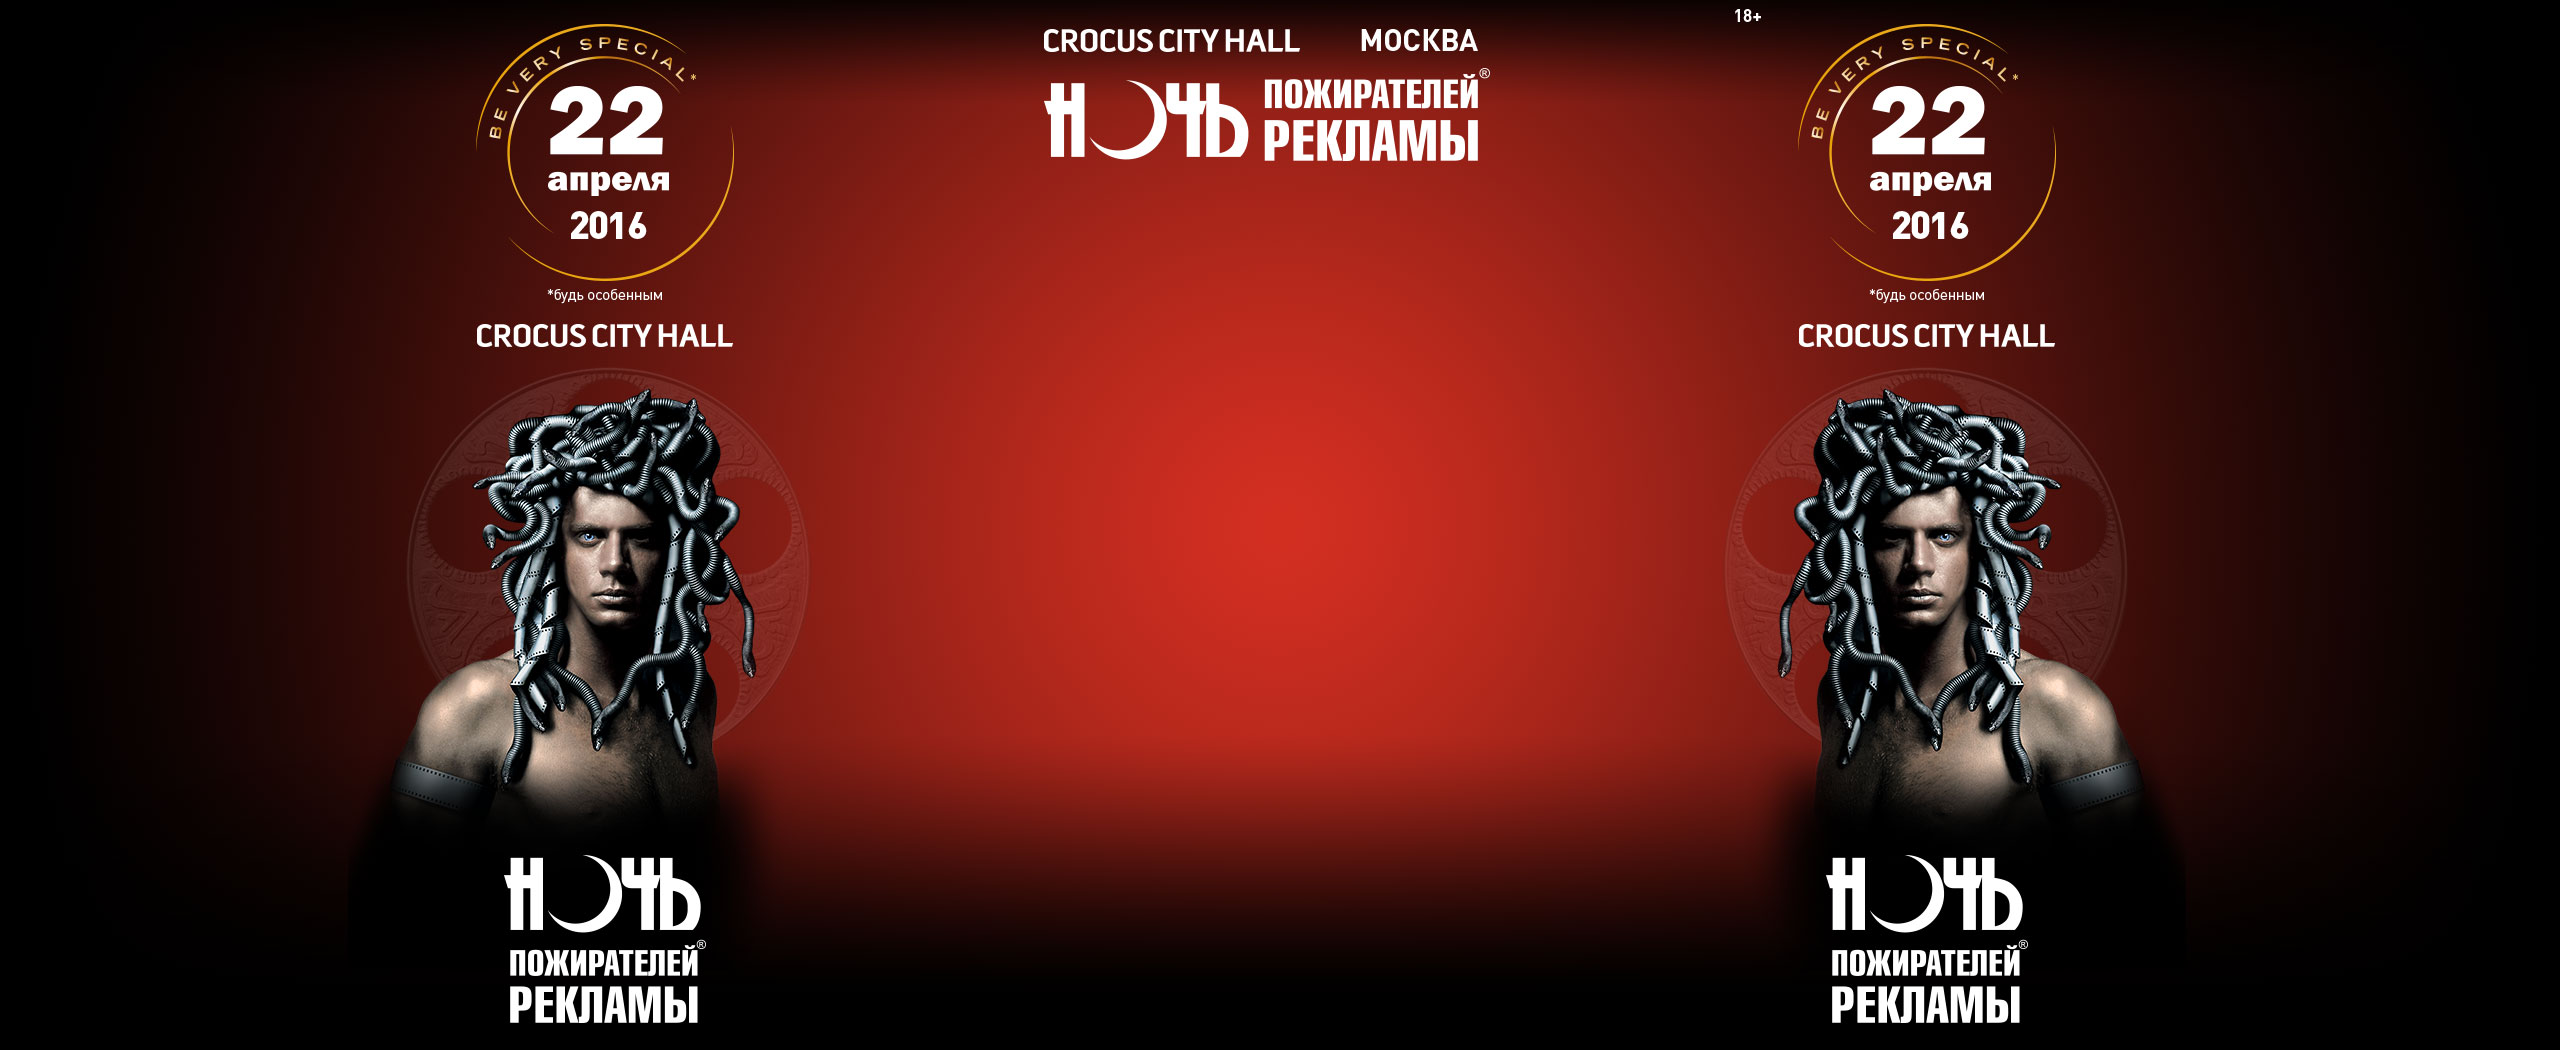 BE VERY SPECIAL*
22
апреля
2016
*будь особенным
CROCUS CITY HALL
НОЧЬ
ПОЖИРАТЕЛЕЙ®
РЕКЛАМЫ
CROCUS CITY HALL МОСКВА
НОЧЬ ПОЖИРАТЕЛЕЙ®
РЕКЛАМЫ
18+
BE VERY SPECIAL*
22
апреля
2016
*будь особенным
CROCUS CITY HALL
НОЧЬ
ПОЖИРАТЕЛЕЙ®
РЕКЛАМЫ